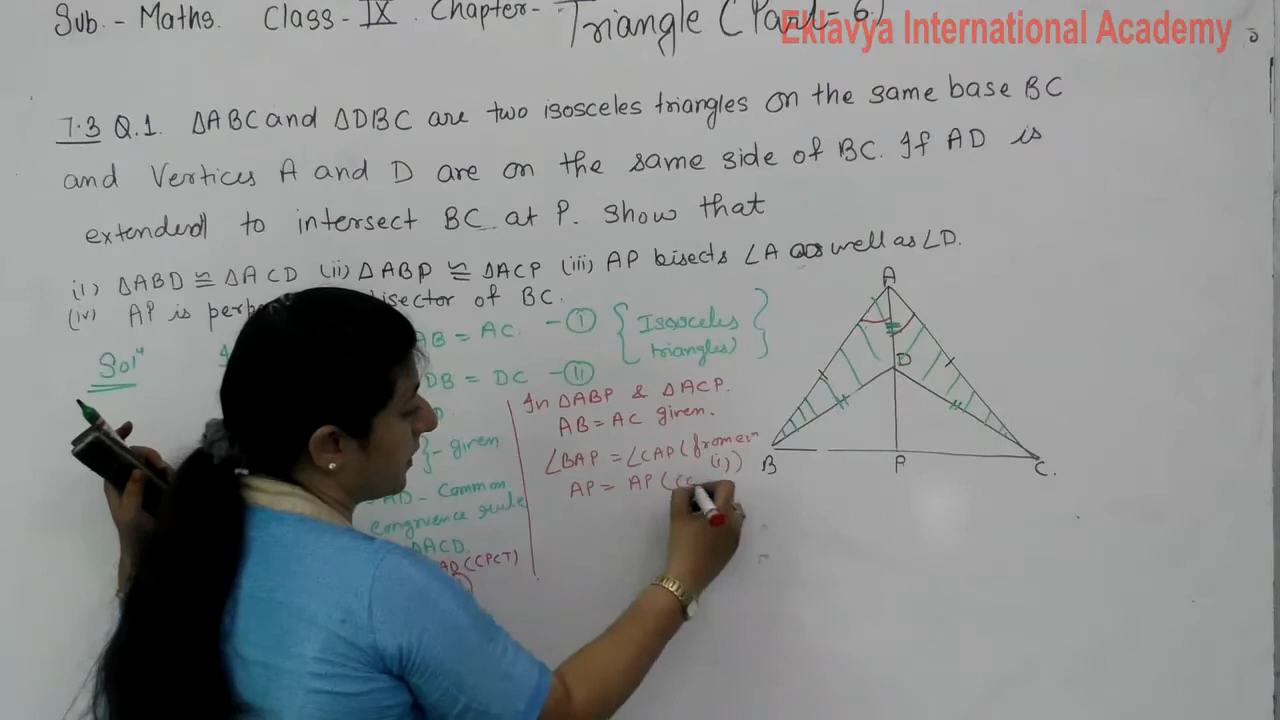 Sub. - Maths. Class - IX. Chapter - Triangle (Part-6)
Eklavya International Academy
7.3 Q.1. ΔABC and ΔDBC are two isosceles triangles on the same base BC
and Vertices A and D are on the same side of BC. If AD is
extended to intersect BC at P. Show that
(i) ΔABD ≅ ΔACD (ii) ΔABP ≅ ΔACP (iii) AP bisects ∠A as well as ∠D.
(iv) AP is of BC.
Solⁿ
AB = AC. - (I) { Isosceles
triangles) }
DB = DC - (II)
} - given
AD - Common
Congruence rule
ΔACD.
(CPCT)
In ΔABP & ΔACP.
AB = AC given.
∠BAP = ∠CAP (from
(i))
AP = AP (
A
D
B
P
C.